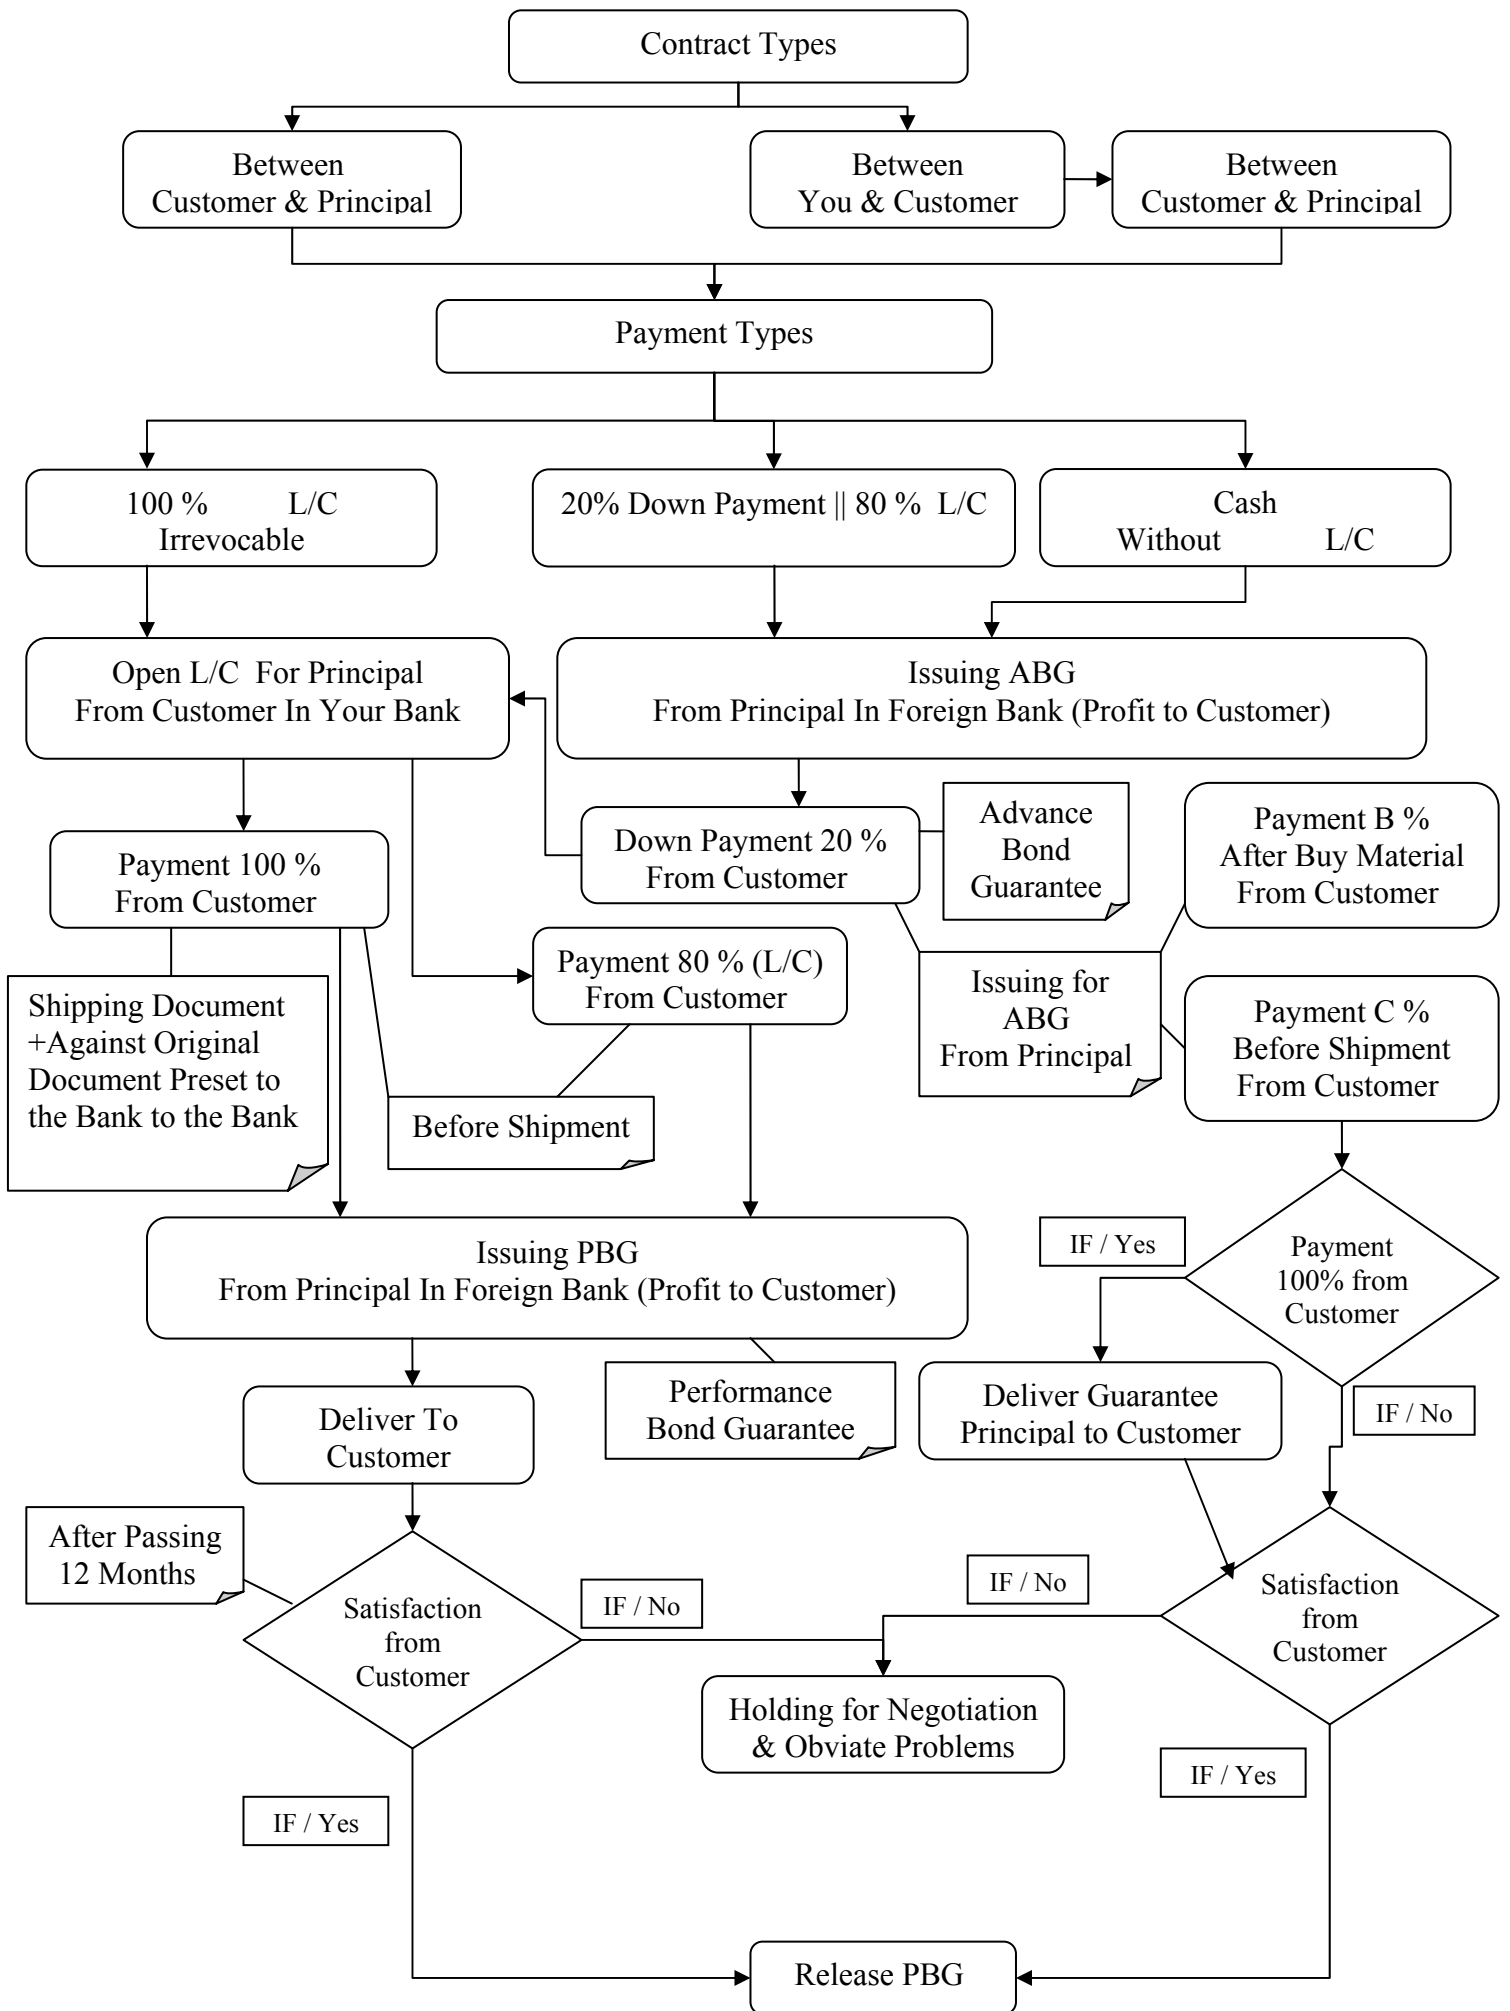 Contract Types
Between
Customer & Principal
Between
You & Customer
Between
Customer & Principal
Payment Types
100 % L/C
Irrevocable
20% Down Payment || 80 % L/C
Cash
Without L/C
Open L/C For Principal
From Customer In Your Bank
Issuing ABG
From Principal In Foreign Bank (Profit to Customer)
Payment 100 %
From Customer
Down Payment 20 %
From Customer
Advance
Bond
Guarantee
Payment B %
After Buy Material
From Customer
Shipping Document
+Against Original
Document Preset to
the Bank to the Bank
Payment 80 % (L/C)
From Customer
Issuing for
ABG
From Principal
Payment C %
Before Shipment
From Customer
Before Shipment
Issuing PBG
From Principal In Foreign Bank (Profit to Customer)
IF / Yes
Payment
100% from
Customer
Deliver To
Customer
Performance
Bond Guarantee
Deliver Guarantee
Principal to Customer
IF / No
After Passing
12 Months
Satisfaction
from
Customer
IF / No
IF / No
Satisfaction
from
Customer
Holding for Negotiation
& Obviate Problems
IF / Yes
IF / Yes
Release PBG